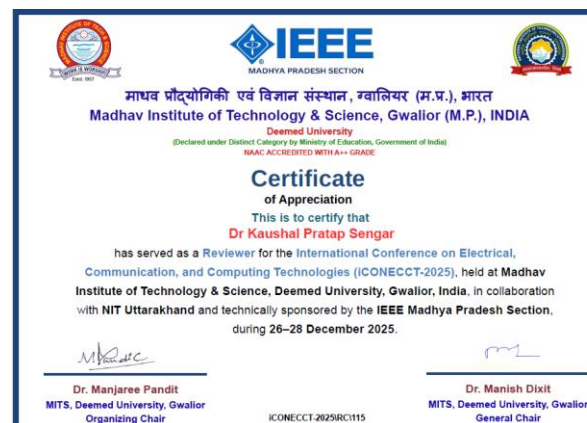 IEEE
MADHYA PRADESH SECTION
WORK IS WORSHIP
Estd. 1957
माधव प्रौद्योगिकी एवं विज्ञान संस्थान, ग्वालियर (म.प्र.), भारत
Madhav Institute of Technology & Science, Gwalior (M.P.), INDIA
Deemed University
(Declared under Distinct Category by Ministry of Education, Government of India)
NAAC ACCREDITED WITH A++ GRADE
Certificate
of Appreciation
This is to certify that
Dr Kaushal Pratap Sengar
has served as a Reviewer for the International Conference on Electrical,
Communication, and Computing Technologies (iCONECCT-2025), held at Madhav
Institute of Technology & Science, Deemed University, Gwalior, India, in collaboration
with NIT Uttarakhand and technically sponsored by the IEEE Madhya Pradesh Section,
during 26–28 December 2025.
Dr. Manjaree Pandit
MITS, Deemed University, Gwalior
Organizing Chair
iCONECCT-2025\RC\115
Dr. Manish Dixit
MITS, Deemed University, Gwalior
General Chair